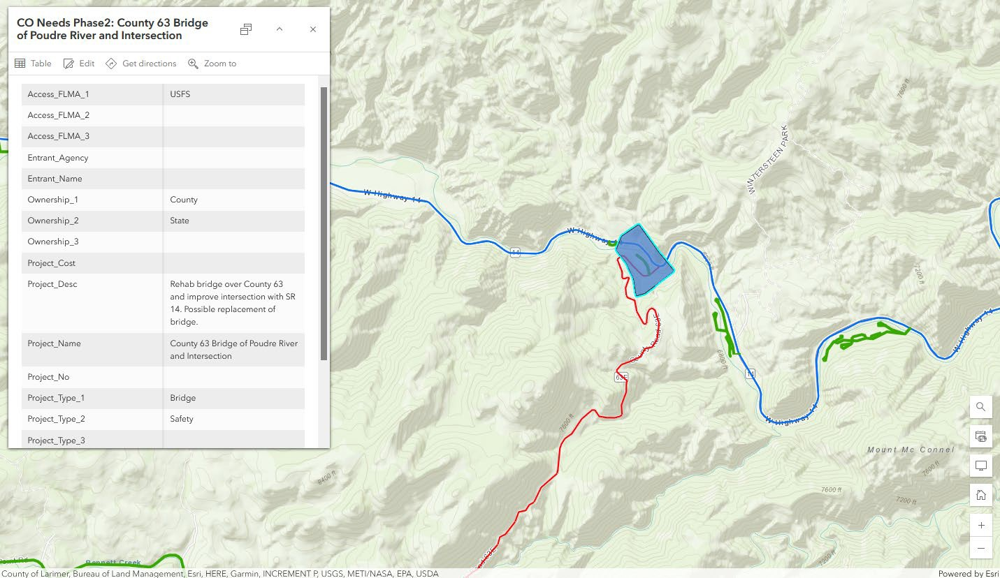 CO Needs Phase2: County 63 Bridge
of Poudre River and Intersection
Table Edit Get directions Zoom to
Access_FLMA_1 USFS
Access_FLMA_2
Access_FLMA_3
Entrant_Agency
Entrant_Name
Ownership_1 County
Ownership_2 State
Ownership_3
Project_Cost
Project_Desc Rehab bridge over County 63
and improve intersection with SR
14. Possible replacement of
bridge.
Project_Name County 63 Bridge of Poudre River
and Intersection
Project_No
Project_Type_1 Bridge
Project_Type_2 Safety
Project_Type_3
7600 ft
WINTERSTEEN PARK
W Highway 14
W Highway 14
14
6800 ft
7200 ft
W Highway 14
County Road 63E
6800 ft
14
63E
7600 ft
W Highway 14
Mount Mc Connel
7600 ft
8400 ft
7600 ft
7200 ft
7200 ft
63E
Rd
Bennett Creek
County of Larimer, Bureau of Land Management, Esri, HERE, Garmin, INCREMENT P, USGS, METI/NASA, EPA, USDA
Powered by Esri